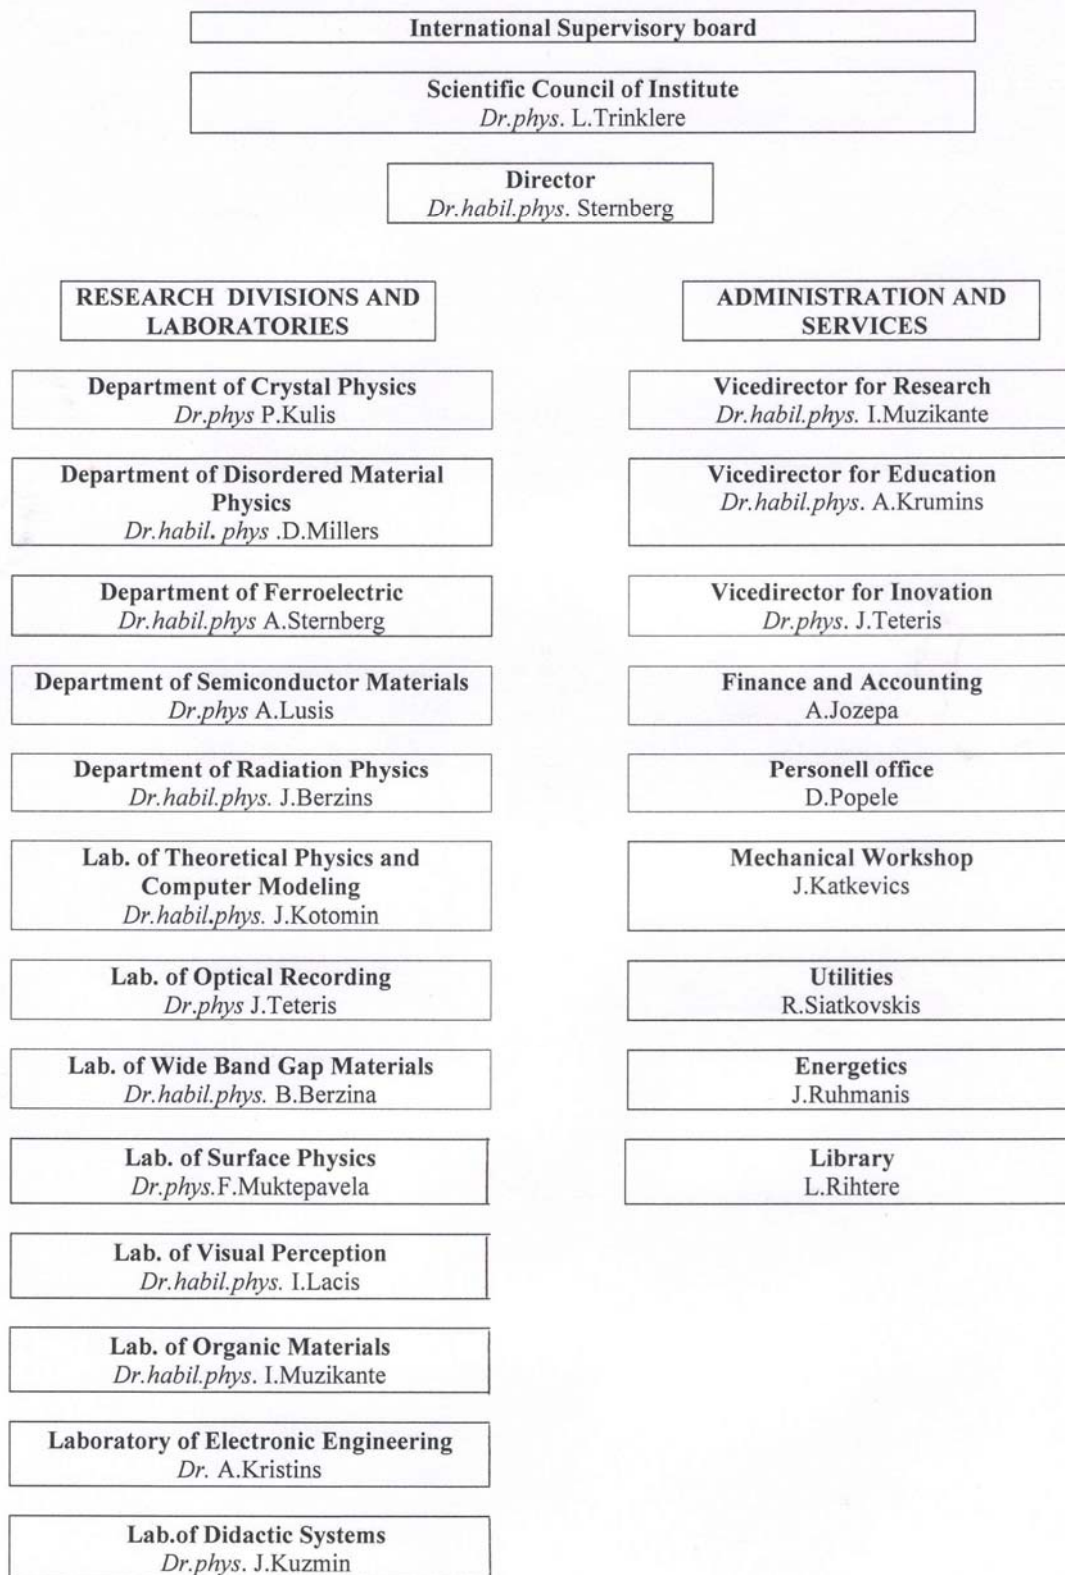 International Supervisory board
Scientific Council of Institute
Dr.phys. L.Trinklere
Director
Dr.habil.phys. Sternberg
RESEARCH DIVISIONS AND
LABORATORIES
Department of Crystal Physics
Dr.phys P.Kulis
Department of Disordered Material
Physics
Dr.habil. phys .D.Millers
Department of Ferroelectric
Dr.habil.phys A.Sternberg
Department of Semiconductor Materials
Dr.phys A.Lusis
Department of Radiation Physics
Dr.habil.phys. J.Berzins
Lab. of Theoretical Physics and
Computer Modeling
Dr.habil.phys. J.Kotomin
Lab. of Optical Recording
Dr.phys J.Teteris
Lab. of Wide Band Gap Materials
Dr.habil.phys. B.Berzina
Lab. of Surface Physics
Dr.phys.F.Muktepavela
Lab. of Visual Perception
Dr.habil.phys. I.Lacis
Lab. of Organic Materials
Dr.habil.phys. I.Muzikante
Laboratory of Electronic Engineering
Dr. A.Kristins
Lab.of Didactic Systems
Dr.phys. J.Kuzmin
ADMINISTRATION AND
SERVICES
Vicedirector for Research
Dr.habil.phys. I.Muzikante
Vicedirector for Education
Dr.habil.phys. A.Krumins
Vicedirector for Inovation
Dr.phys. J.Teteris
Finance and Accounting
A.Jozepa
Personell office
D.Popele
Mechanical Workshop
J.Katkevics
Utilities
R.Siatkovskis
Energetics
J.Ruhmanis
Library
L.Rihtere